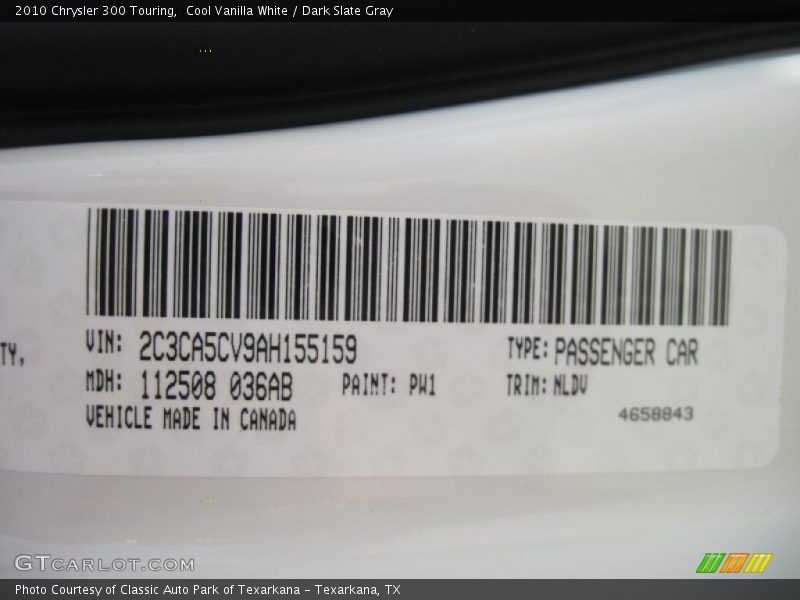 2010 Chrysler 300 Touring,  Cool Vanilla White / Dark Slate Gray
TY,
VIN: 2C3CA5CV9AH155159 TYPE: PASSENGER CAR
MDH: 112508 036AB PAINT: PW1 TRIM: NLDV
VEHICLE MADE IN CANADA 4658843
GTCARLOT.COM
Photo Courtesy of Classic Auto Park of Texarkana - Texarkana, TX